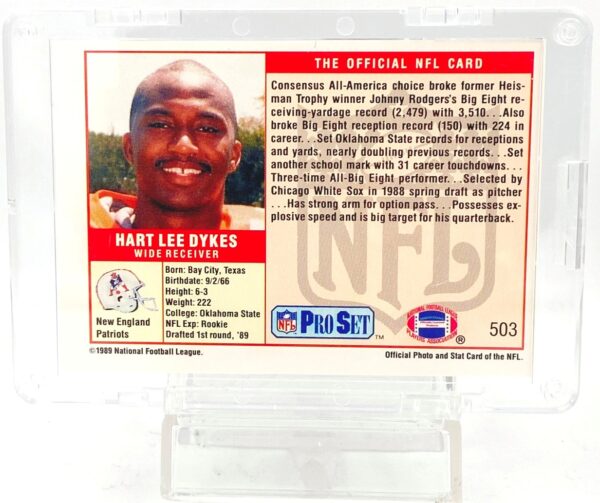 THE OFFICIAL NFL CARD
Consensus All-America choice broke former Heis-
man Trophy winner Johnny Rodgers's Big Eight re-
ceiving-yardage record (2,479) with 3,510. . .Also
broke Big Eight reception record (150) with 224 in
career. . .Set Oklahoma State records for receptions
and yards, nearly doubling previous records. . .Set
another school mark with 31 career touchdowns. . .
Three-time All-Big Eight performer. . .Selected by
Chicago White Sox in 1988 spring draft as pitcher
. . .Has strong arm for option pass. . .Possesses ex-
plosive speed and is big target for his quarterback.
NFL
HART LEE DYKES
WIDE RECEIVER
New England
Patriots
Born: Bay City, Texas
Birthdate: 9/2/66
Height: 6-3
Weight: 222
College: Oklahoma State
NFL Exp: Rookie
Drafted 1st round, '89
NFL PRO SET ™
NATIONAL FOOTBALL LEAGUE
PLAYERS ASSOCIATION
®
503
©1989 National Football League.
Official Photo and Stat Card of the NFL.